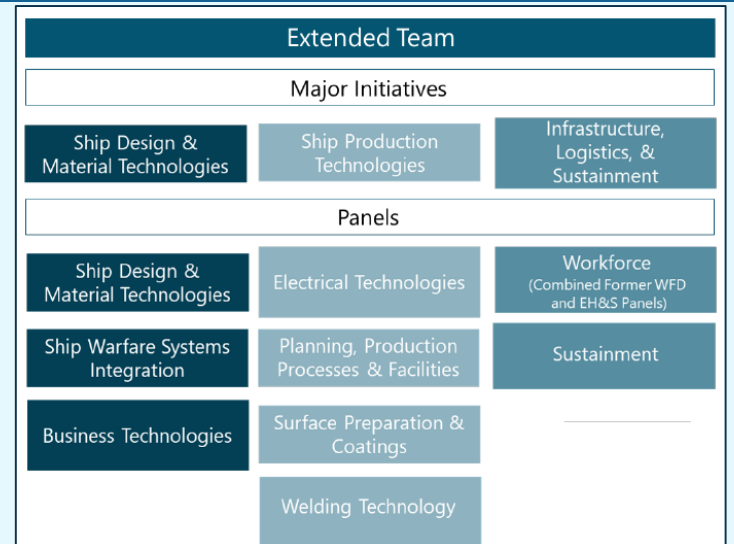 Extended Team
Major Initiatives
Ship Design &
Material Technologies
Ship Production
Technologies
Infrastructure,
Logistics, &
Sustainment
Panels
Ship Design &
Material Technologies
Electrical Technologies
Workforce
(Combined Former WFD
and EH&S Panels)
Ship Warfare Systems
Integration
Planning, Production
Processes & Facilities
Sustainment
Business Technologies
Surface Preparation &
Coatings
Welding Technology